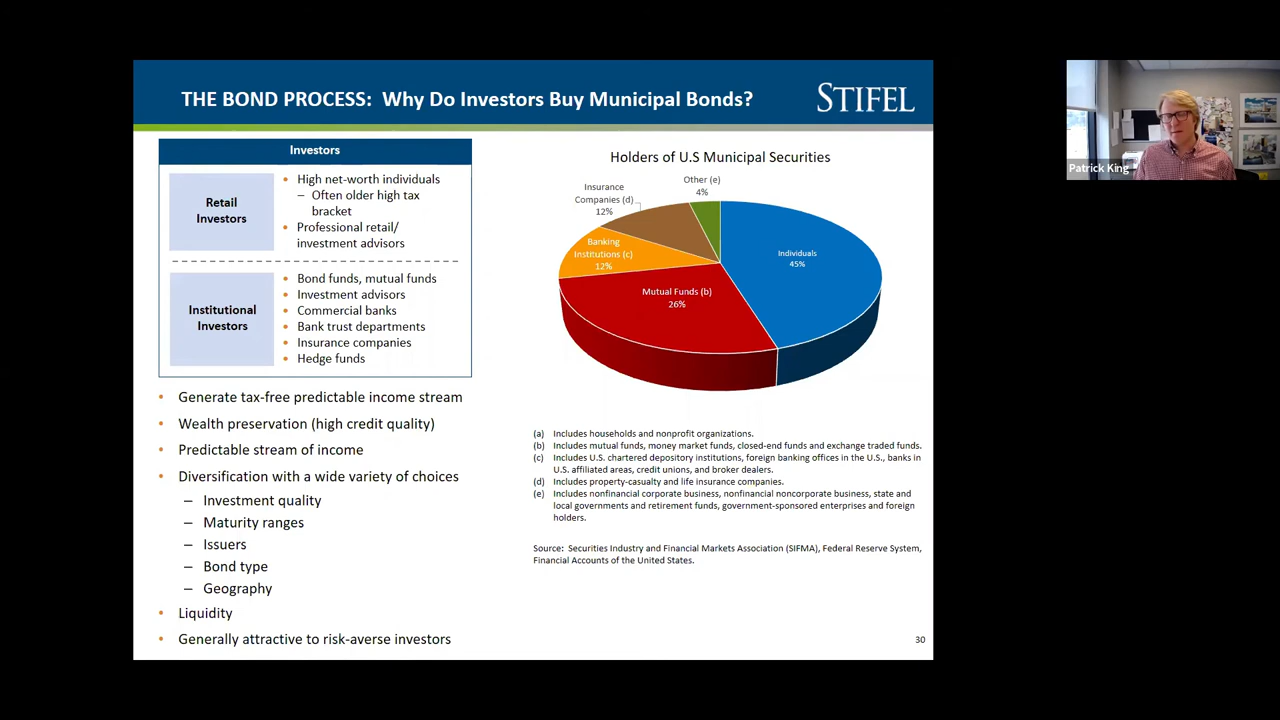 THE BOND PROCESS:  Why Do Investors Buy Municipal Bonds?
STIFEL
Investors
Retail
Investors
• High net-worth individuals
– Often older high tax
bracket
• Professional retail/
investment advisors
Institutional
Investors
• Bond funds, mutual funds
• Investment advisors
• Commercial banks
• Bank trust departments
• Insurance companies
• Hedge funds
• Generate tax-free predictable income stream
• Wealth preservation (high credit quality)
• Predictable stream of income
• Diversification with a wide variety of choices
– Investment quality
– Maturity ranges
– Issuers
– Bond type
– Geography
• Liquidity
• Generally attractive to risk-averse investors
Holders of U.S Municipal Securities
Other (e)
4%
Insurance
Companies (d)
12%
Banking
Institutions (c)
12%
Individuals
45%
Mutual Funds (b)
26%
(a) Includes households and nonprofit organizations.
(b) Includes mutual funds, money market funds, closed-end funds and exchange traded funds.
(c) Includes U.S. chartered depository institutions, foreign banking offices in the U.S., banks in
U.S. affiliated areas, credit unions, and broker dealers.
(d) Includes property-casualty and life insurance companies.
(e) Includes nonfinancial corporate business, nonfinancial noncorporate business, state and
local governments and retirement funds, government-sponsored enterprises and foreign
holders.
Source:  Securities Industry and Financial Markets Association (SIFMA), Federal Reserve System,
Financial Accounts of the United States.
30
Patrick King